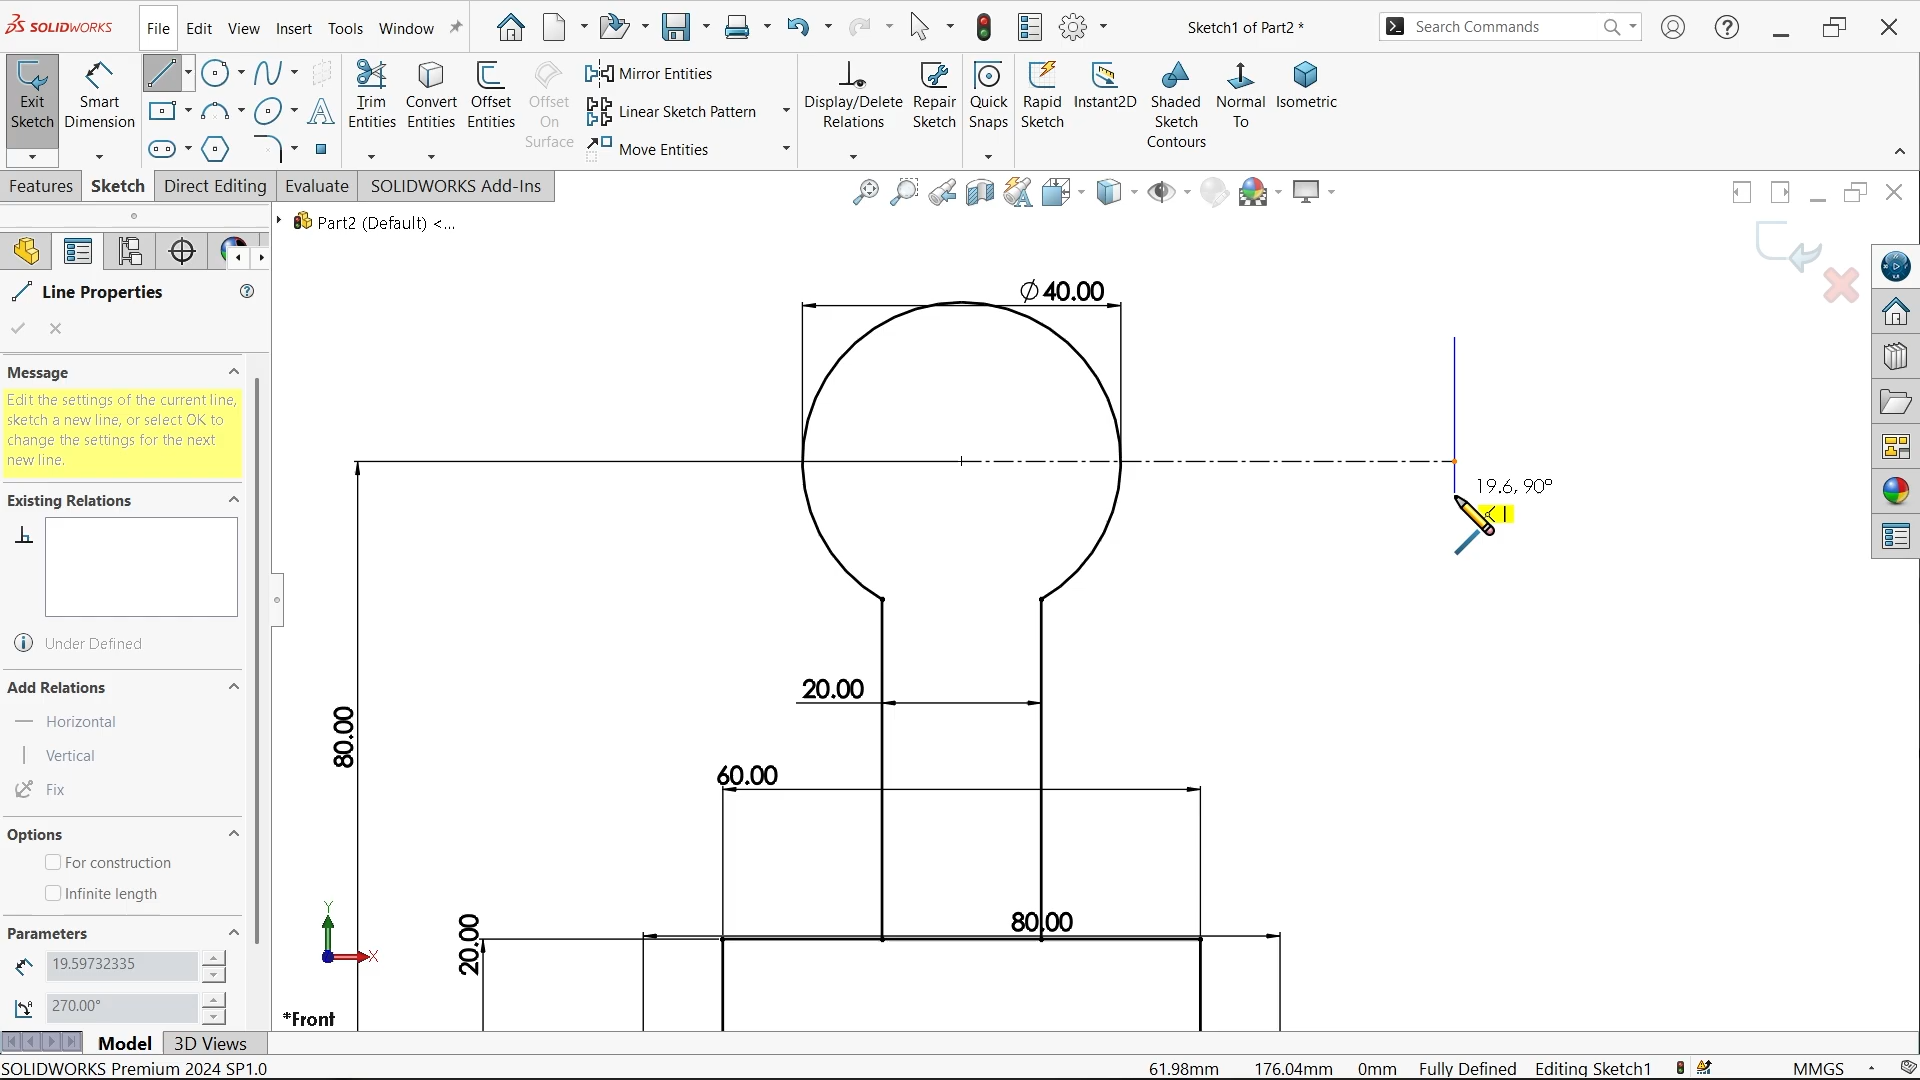 SOLIDWORKS
File
Edit
View
Insert
Tools
Window
Sketch1 of Part2 *
Search Commands
Exit
Sketch
Smart
Dimension
Trim
Entities
Convert
Entities
Offset
Entities
Offset
On
Surface
Mirror Entities
Linear Sketch Pattern
Move Entities
Display/Delete
Relations
Repair
Sketch
Quick
Snaps
Rapid
Sketch
Instant2D
Shaded
Sketch
Contours
Normal
To
Isometric
Features
Sketch
Direct Editing
Evaluate
SOLIDWORKS Add-Ins
Part2 (Default) <...
Line Properties
Message
Edit the settings of the current line,
sketch a new line, or select OK to
change the settings for the next
new line.
Existing Relations
Under Defined
Add Relations
Horizontal
Vertical
Fix
Options
For construction
Infinite length
Parameters
19.59732335
270.00°
∅40.00
19.6, 90°
80.00
20.00
60.00
80.00
20.00
Y
X
*Front
Model
3D Views
SOLIDWORKS Premium 2024 SP1.0
61.98mm
176.04mm
0mm
Fully Defined
Editing Sketch1
MMGS